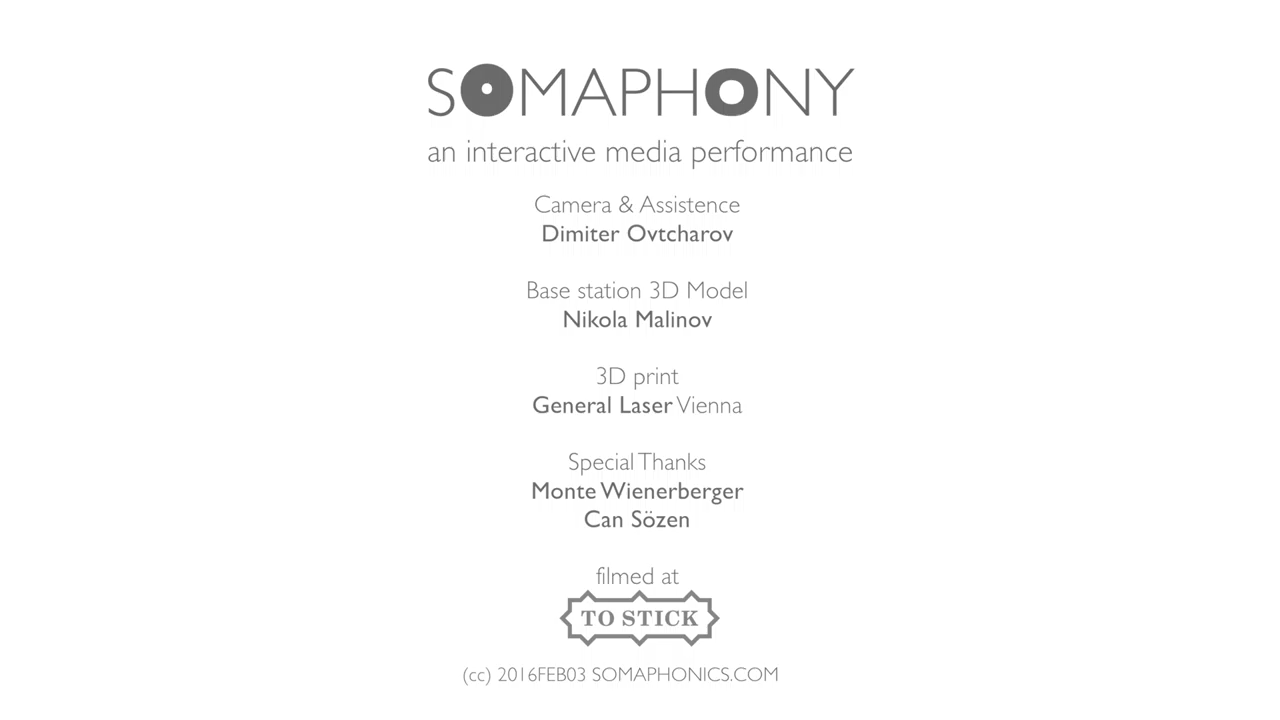 SOMAPHONY
an interactive media performance
Camera & Assistence
Dimiter Ovtcharov
Base station 3D Model
Nikola Malinov
3D print
General Laser Vienna
Special Thanks
Monte Wienerberger
Can Sözen
filmed at
TO STICK
(cc) 2016FEB03 SOMAPHONICS.COM